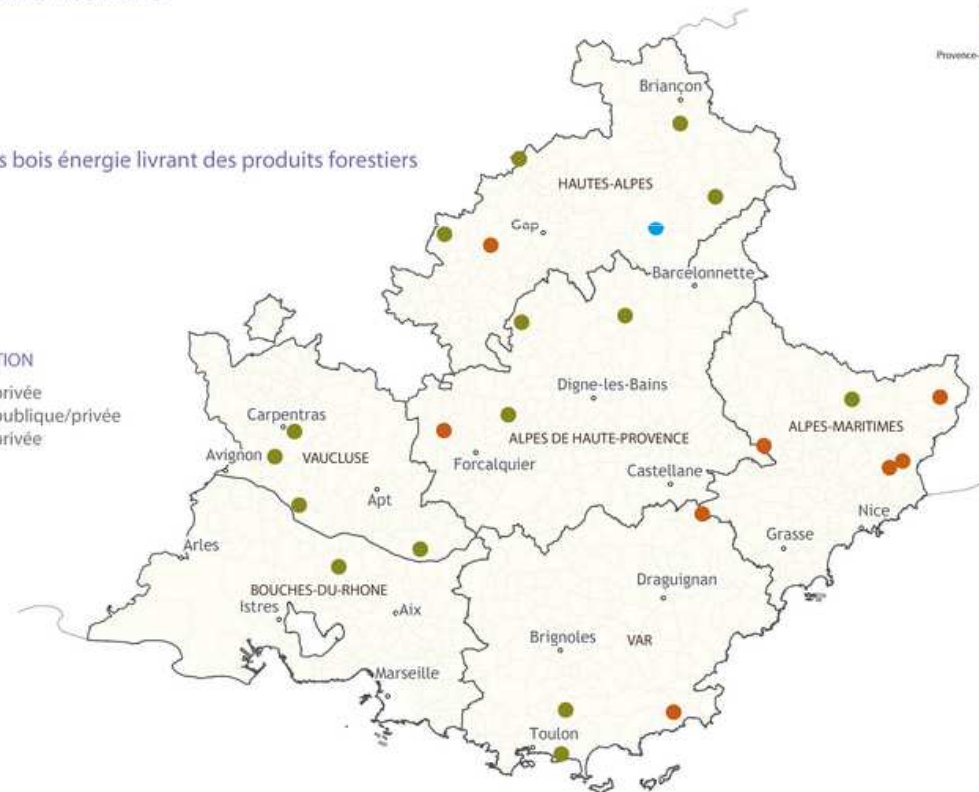 Provence-
Briançon
s bois énergie livrant des produits forestiers
HAUTES-ALPES
Gap
Barcelonnette
TION
privée
publique/privée
privée
Digne-les-Bains
Carpentras
ALPES-MARITIMES
ALPES DE HAUTE-PROVENCE
Avignon
VAUCLUSE
Forcalquier
Castellane
Apt
Nice
Grasse
Arles
Draguignan
BOUCHES-DU-RHONE
Istres
Aix
Brignoles
VAR
Marseille
Toulon